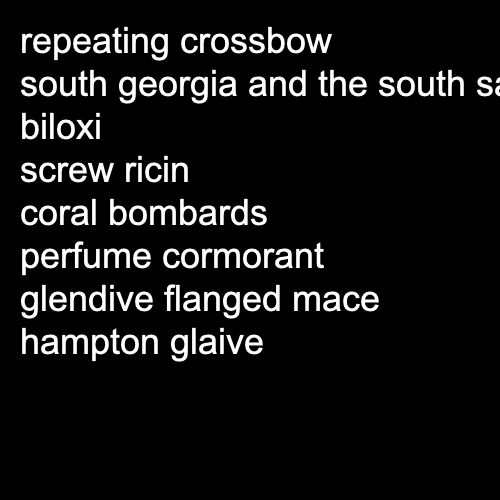 repeating crossbow
south georgia and the south
biloxi
screw ricin
coral bombards
perfume cormorant
glendive flanged mace
hampton glaive